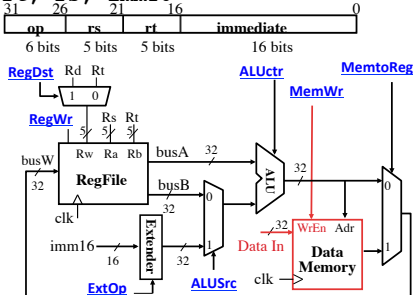 31 26 21 16 0
op rs rt immediate
6 bits 5 bits 5 bits 16 bits
RegDst Rd Rt ALUctr MemtoReg
1 0 MemWr
RegWr Rs Rt
5 5 5 busA 32
busW Rw Ra Rb
32 RegFile busB ALU 32 0
clk 32 0
32 WrEn Adr
imm16 Extender 1 Data In Data 1
16 32 Memory
clk
ExtOp ALUSrc